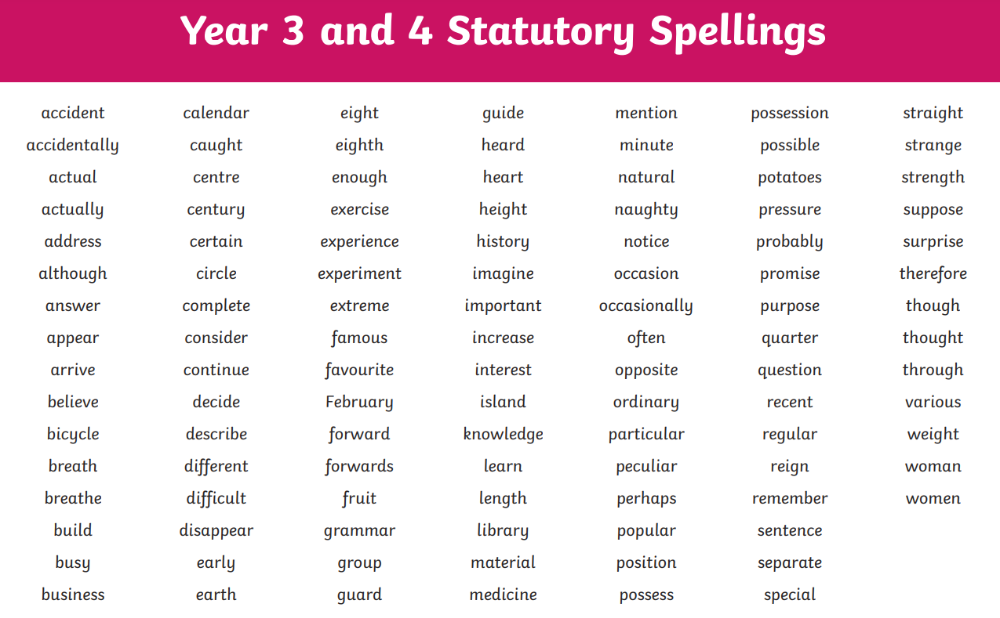 Year 3 and 4 Statutory Spellings
accident calendar eight guide mention possession straight
accidentally caught eighth heard minute possible strange
actual centre enough heart natural potatoes strength
actually century exercise height naughty pressure suppose
address certain experience history notice probably surprise
although circle experiment imagine occasion promise therefore
answer complete extreme important occasionally purpose though
appear consider famous increase often quarter thought
arrive continue favourite interest opposite question through
believe decide February island ordinary recent various
bicycle describe forward knowledge particular regular weight
breath different forwards learn peculiar reign woman
breathe difficult fruit length perhaps remember women
build disappear grammar library popular sentence
busy early group material position separate
business earth guard medicine possess special